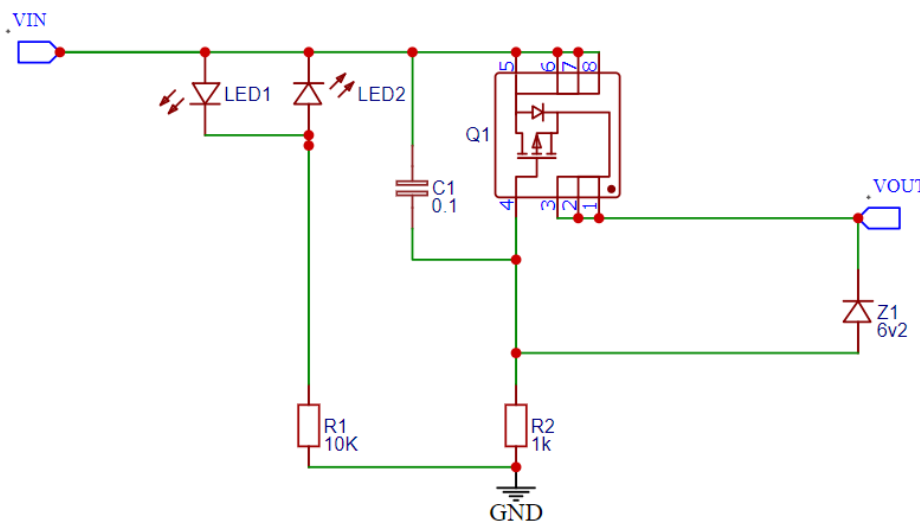 VIN
LED1
LED2
5
6
7
8
Q1
C1
0.1
4
3
2
1
VOUT
Z1
6v2
R1
10K
R2
1k
GND